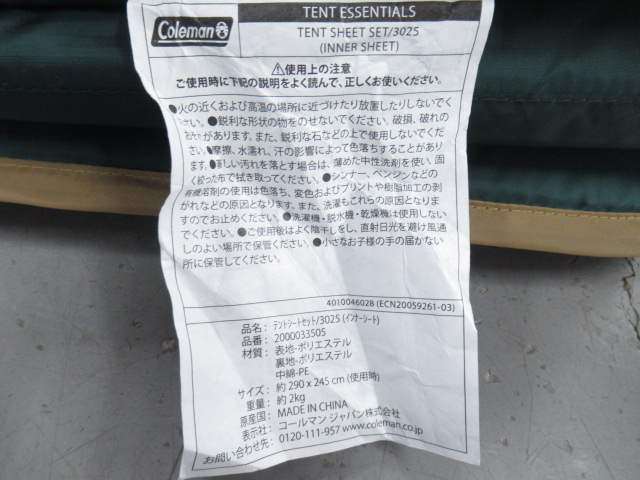 Coleman
TENT ESSENTIALS
TENT SHEET SET/3025
(INNER SHEET)
⚠使用上の注意
ご使用時に下記の説明をよく読んで、正しくお使いください。
●火の近くおよび高温の場所に近づけたり放置したりしないでく
ださい。●鋭利な形状の物をのせないでください。破損、破れの
おそれがあります。また、鋭利な石などの上で使用しないでくだ
さい。●摩擦、水濡れ、汗の影響によって色落ちすることがありま
す。●著しい汚れを落とす場合は、薄めた中性洗剤を使い、固
く絞った布で拭き取ってください。●シンナー、ベンジンなどの
有機溶剤の使用は色落ち、変色およびプリントや樹脂加工の剥
がれなどの原因となります。また、洗濯もこれらの原因となりま
すのでお止めください。●洗濯機・脱水機・乾燥機は使用しない
でください。●ご使用後はよく陰干しをし、直射日光を避け風通
しのよい場所で保管ください。●小さなお子様の手の届かない
所に保管してください。
4010046028 (ECN20059261-03)
品名: テントシートセット/3025 (インナーシート)
品番: 2000033505
材質: 表地-ポリエステル
裏地-ポリエステル
中綿-PE
サイズ: 約 290 x 245 cm (使用時)
重量: 約 2kg
原産国: MADE IN CHINA
表示社: コールマン ジャパン株式会社
お問い合わせ先: 0120-111-957 www.coleman.co.jp